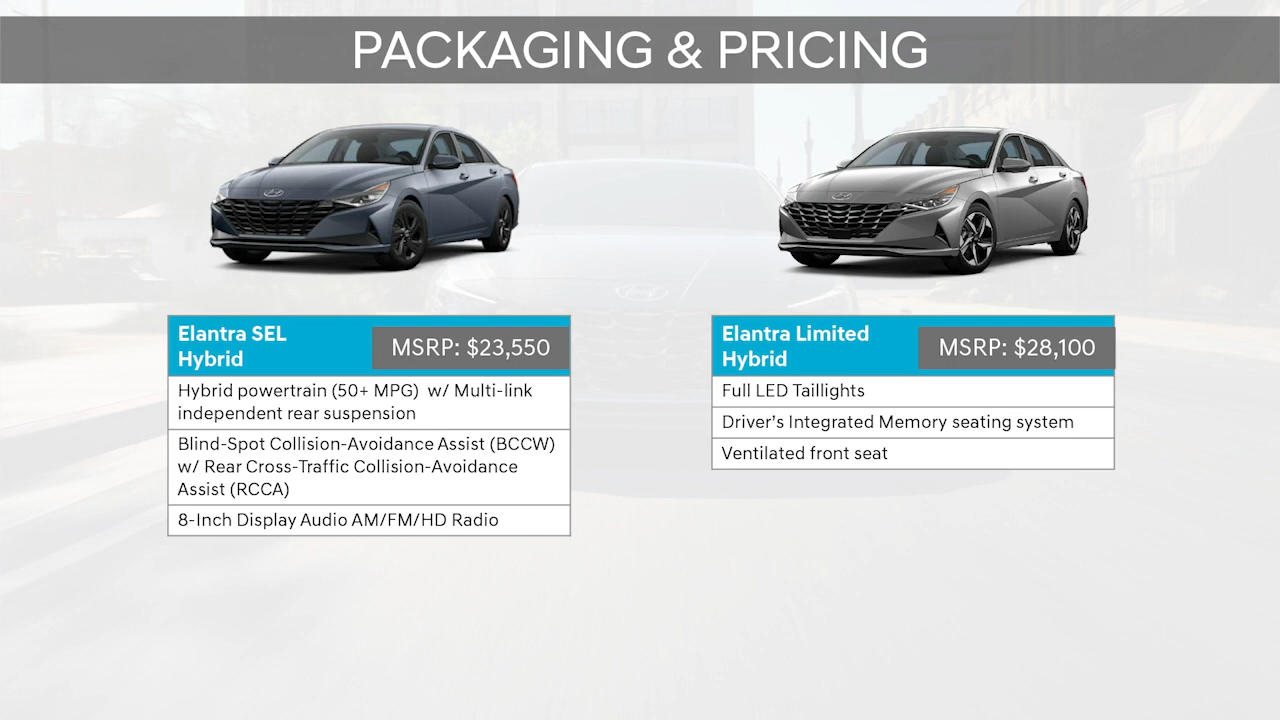 PACKAGING & PRICING
Elantra SEL
Hybrid
MSRP: $23,550
Hybrid powertrain (50+ MPG) w/ Multi-link
independent rear suspension
Blind-Spot Collision-Avoidance Assist (BCCW)
w/ Rear Cross-Traffic Collision-Avoidance
Assist (RCCA)
8-Inch Display Audio AM/FM/HD Radio
Elantra Limited
Hybrid
MSRP: $28,100
Full LED Taillights
Driver’s Integrated Memory seating system
Ventilated front seat